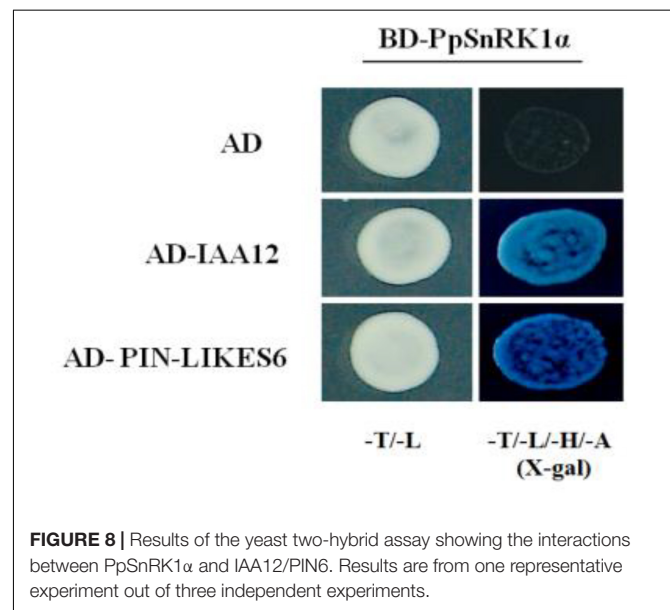 BD-PpSnRK1α
AD
AD-IAA12
AD- PIN-LIKES6
-T/-L
-T/-L/-H/-A
(X-gal)
FIGURE 8 | Results of the yeast two-hybrid assay showing the interactions
between PpSnRK1α and IAA12/PIN6. Results are from one representative
experiment out of three independent experiments.